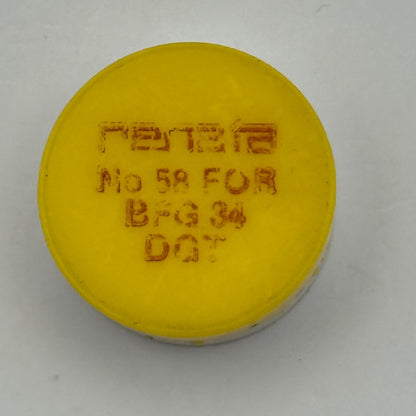 renata
No 58 FOR
BFG 34
DGT